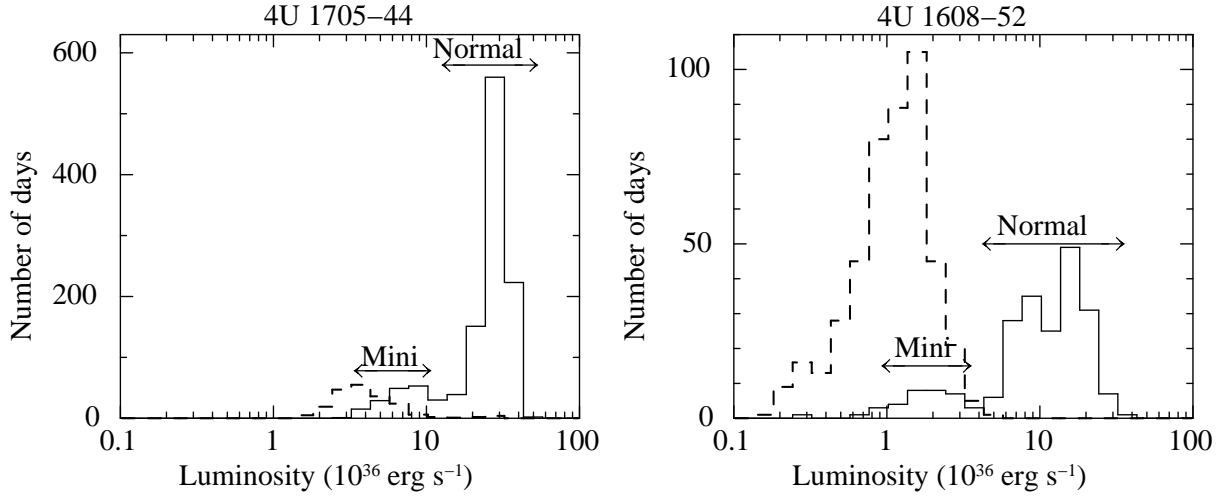 4U 1705−44
Number of days
600
400
200
0
Normal
Mini
0.1 1 10 100
Luminosity (10³⁶ erg s⁻¹)
4U 1608−52
Number of days
100
50
0
Normal
Mini
0.1 1 10 100
Luminosity (10³⁶ erg s⁻¹)